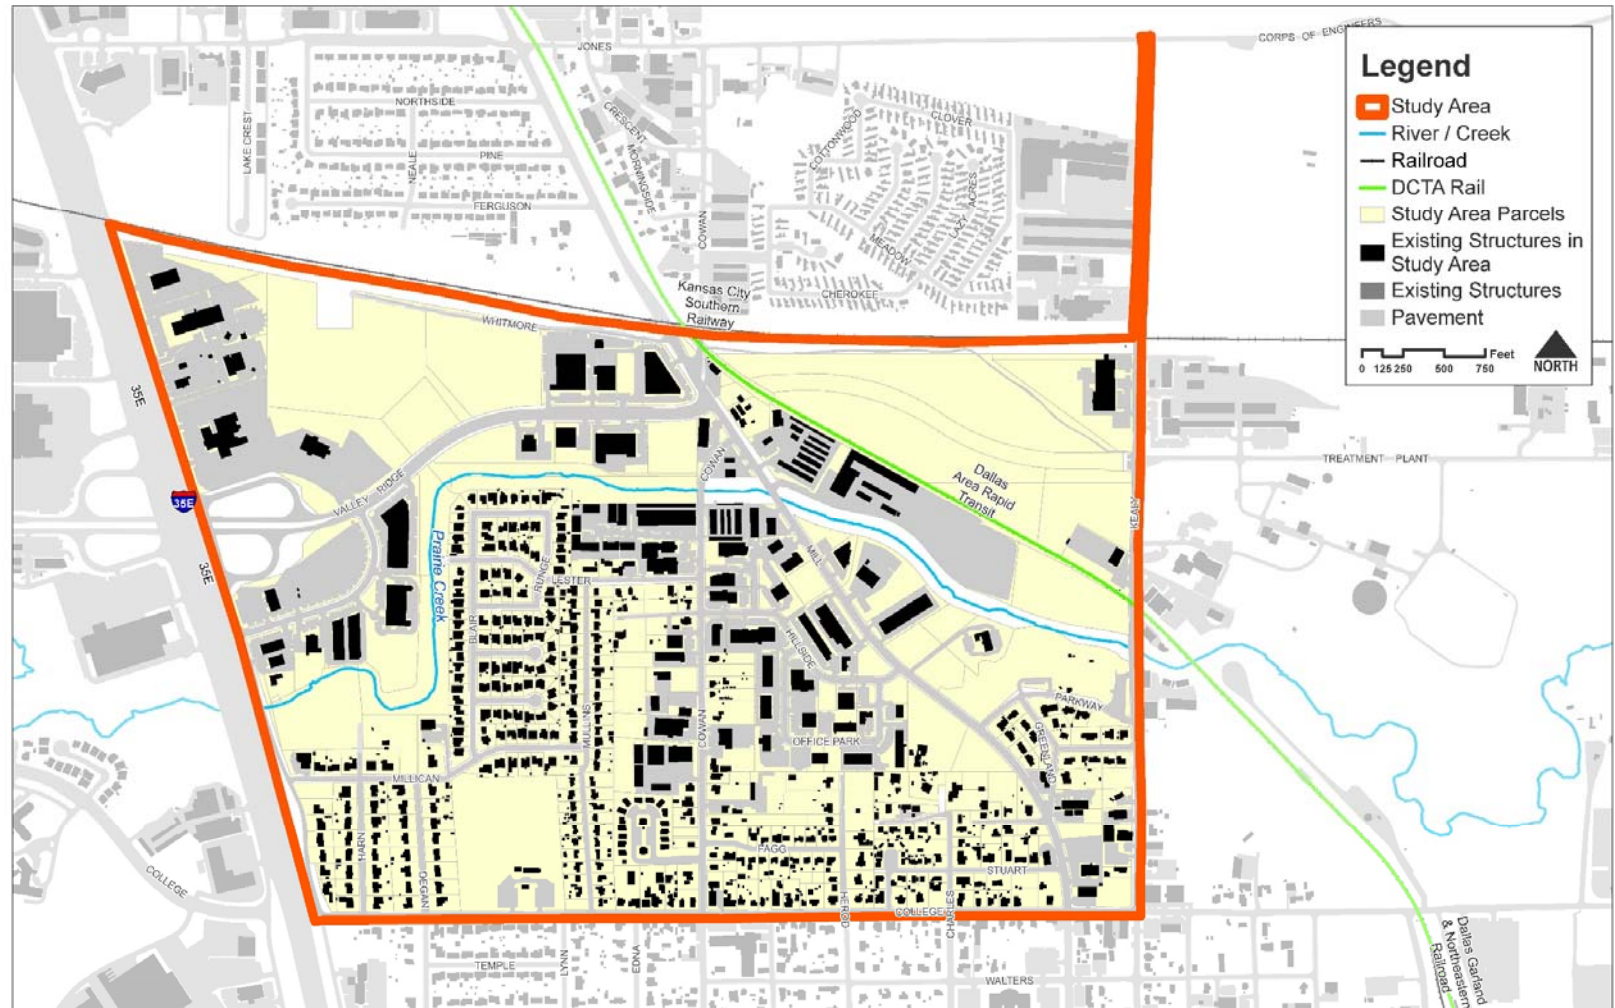 JONES
CORPS OF ENGINEERS
Legend
Study Area
River / Creek
Railroad
DCTA Rail
Study Area Parcels
Existing Structures in
Study Area
Existing Structures
Pavement
Feet
0 125 250 500 750
NORTH
NORTHSIDE
LAKE CREST
NEALE
PINE
FERGUSON
CRESCENT
MORNINGSIDE
COWAN
COTTONWOOD
CLOVER
LAZY ACRES
MEADOW
CHEROKEE
Kansas City
Southern
Railway
WHITMORE
35E
VALLEY RIDGE
35E
35E
COWAN
Dallas
Area Rapid
Transit
KEALY
TREATMENT PLANT
Prairie Creek
RUNGE
LESTER
MILL
BLAIR
HILLSIDE
MULLINS
COWAN
OFFICE PARK
PARKWAY
GREENLAND
MILLICAN
HARN
DEGAN
FAGG
STUART
COLLEGE
HEROD
COLLEGE
CHARLES
TEMPLE
LYNN
EDNA
WALTERS
Dallas Garland
& Northeastern
Railroad